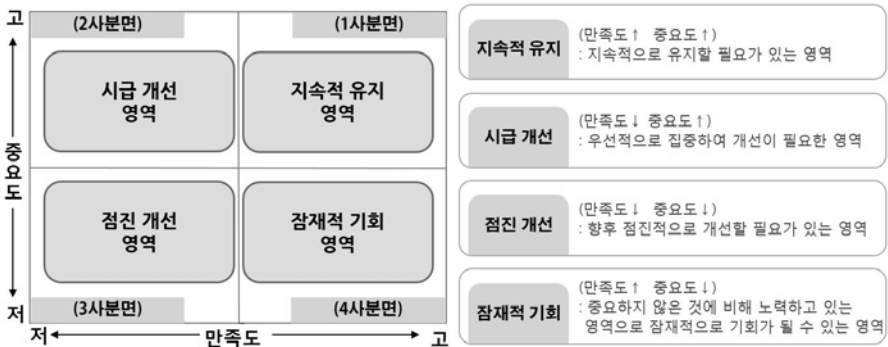 고
(2사분면)
(1사분면)
시급 개선
영역
지속적 유지
영역
중요도
점진 개선
영역
잠재적 기회
영역
(3사분면)
(4사분면)
저
저
만족도
고
지속적 유지
(만족도↑ 중요도↑)
: 지속적으로 유지할 필요가 있는 영역
시급 개선
(만족도↓ 중요도↑)
: 우선적으로 집중하여 개선이 필요한 영역
점진 개선
(만족도↓ 중요도↓)
: 향후 점진적으로 개선할 필요가 있는 영역
잠재적 기회
(만족도↑ 중요도↓)
: 중요하지 않은 것에 비해 노력하고 있는
영역으로 잠재적으로 기회가 될 수 있는 영역